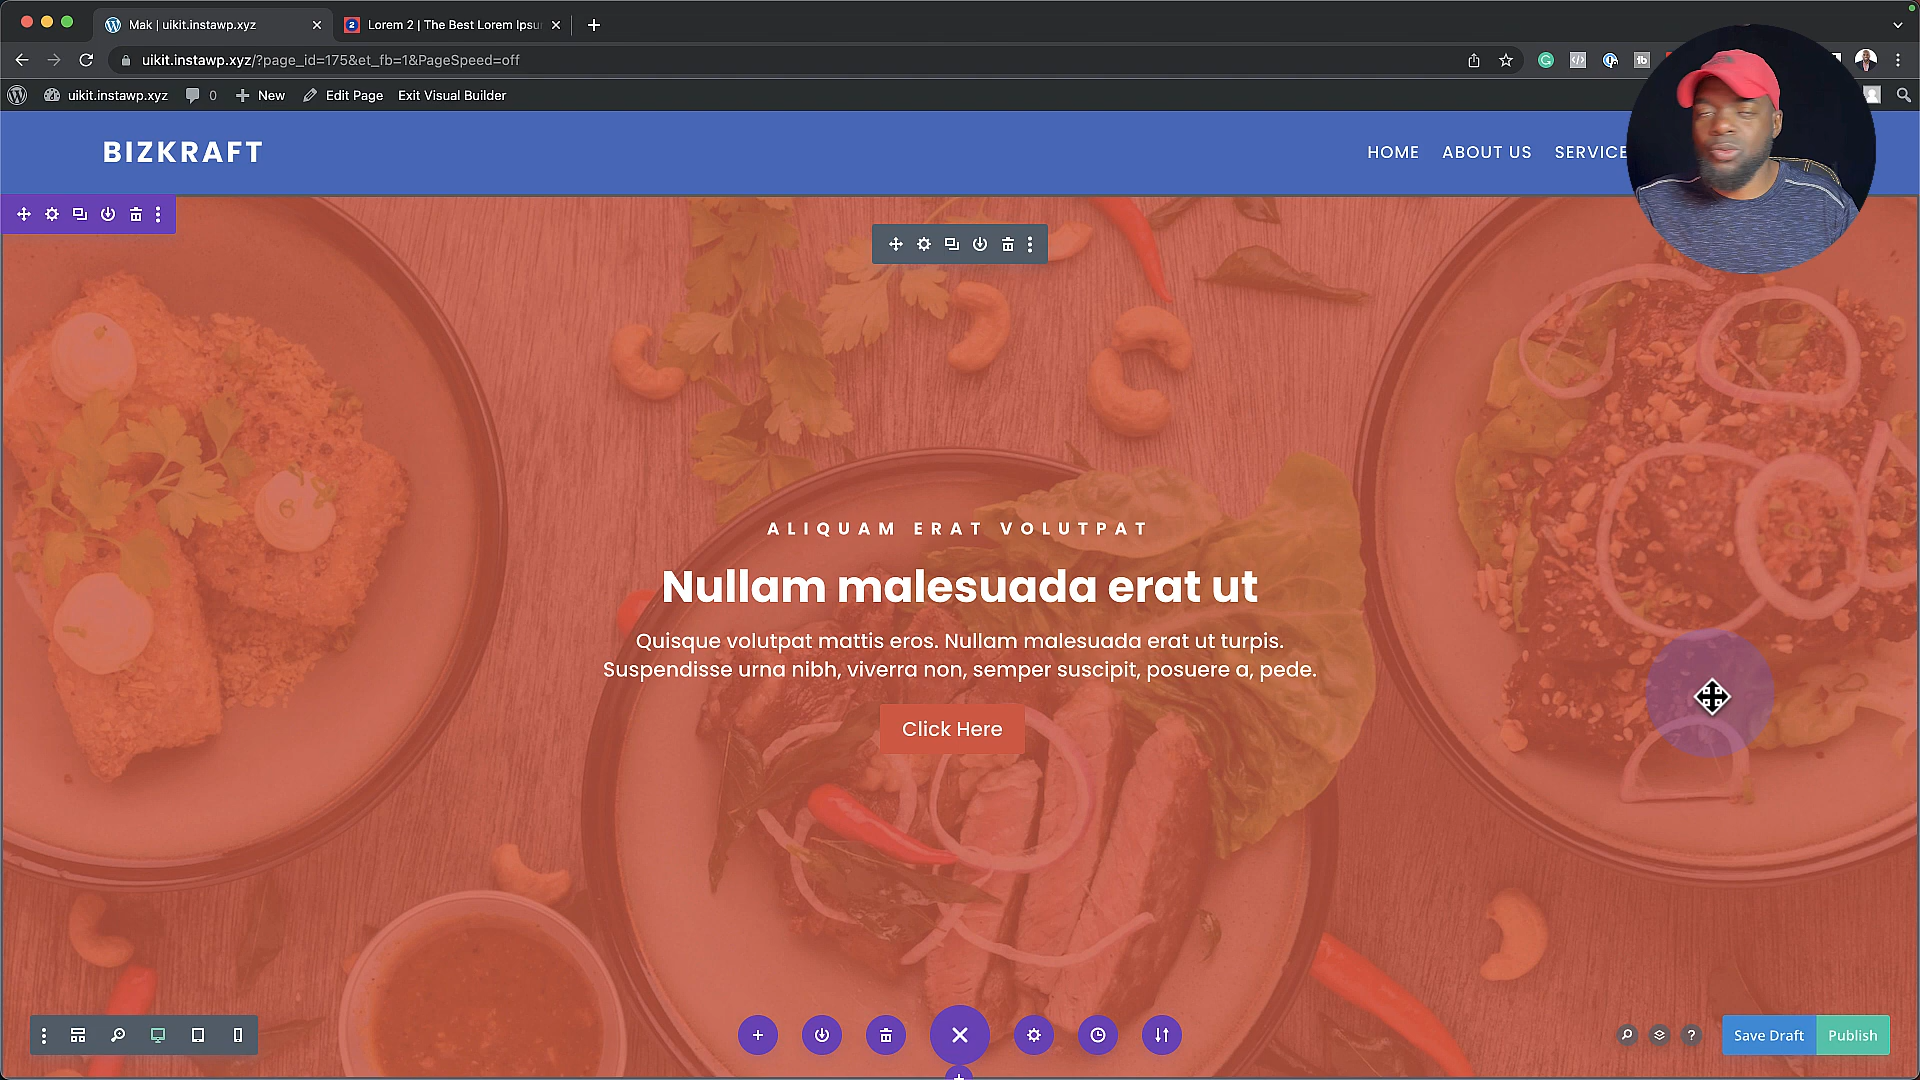 Mak | uikit.instawp.xyz
Lorem 2 | The Best Lorem Ipsu
uikit.instawp.xyz/?page_id=175&et_fb=1&PageSpeed=off
uikit.instawp.xyz 0 New Edit Page Exit Visual Builder
BIZKRAFT
HOME ABOUT US SERVICE
ALIQUAM ERAT VOLUTPAT
Nullam malesuada erat ut
Quisque volutpat mattis eros. Nullam malesuada erat ut turpis.
Suspendisse urna nibh, viverra non, semper suscipit, posuere a, pede.
Click Here
Save Draft Publish